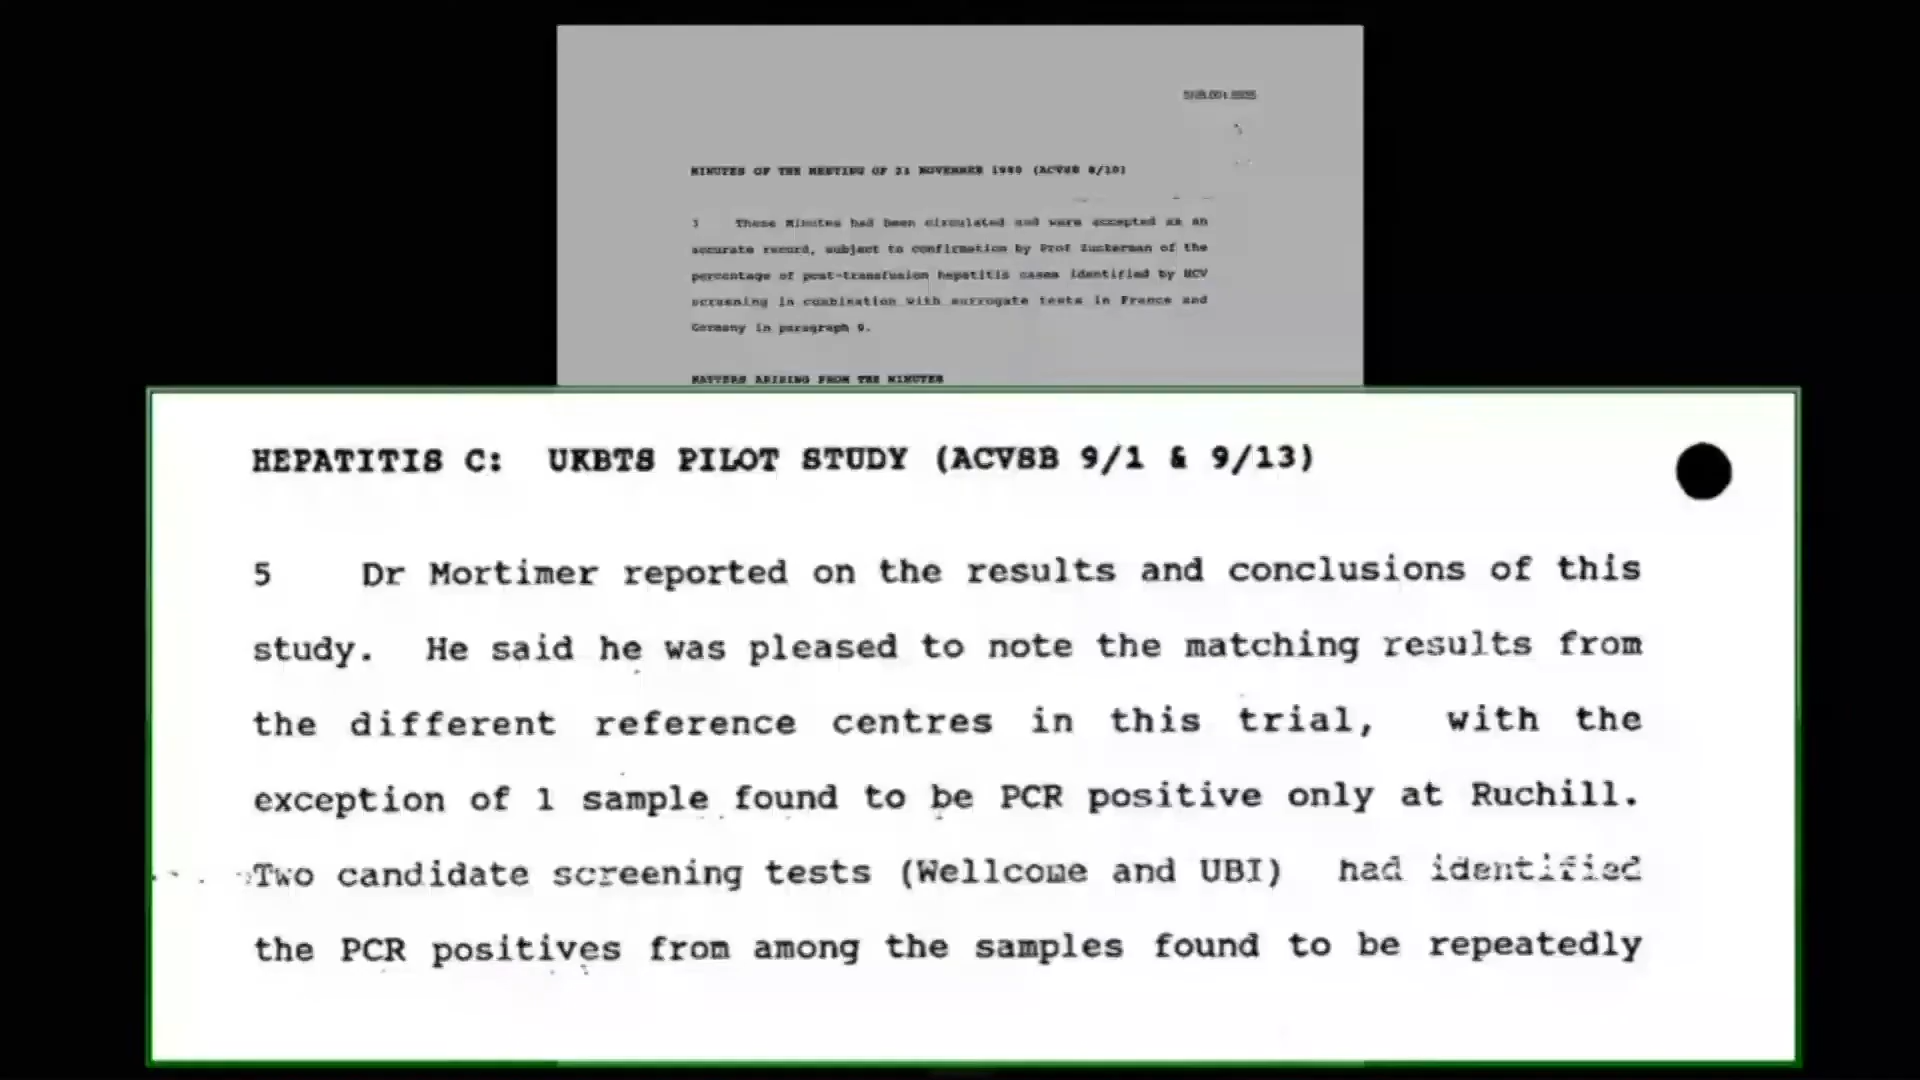 MINUTES OF THE MEETING OF 21 NOVEMBER 1990 (ACVSB 8/10)
3 These Minutes had been circulated and were accepted as an
accurate record, subject to confirmation by Prof Zuckerman of the
percentage of post-transfusion hepatitis cases identified by HCV
screening in combination with surrogate tests in France and
Germany in paragraph 9.
MATTERS ARISING FROM THE MINUTES
HEPATITIS C: UKBTS PILOT STUDY (ACVSB 9/1 & 9/13)
5 Dr Mortimer reported on the results and conclusions of this
study. He said he was pleased to note the matching results from
the different reference centres in this trial, with the
exception of 1 sample found to be PCR positive only at Ruchill.
Two candidate screening tests (Wellcome and UBI) had identified
the PCR positives from among the samples found to be repeatedly